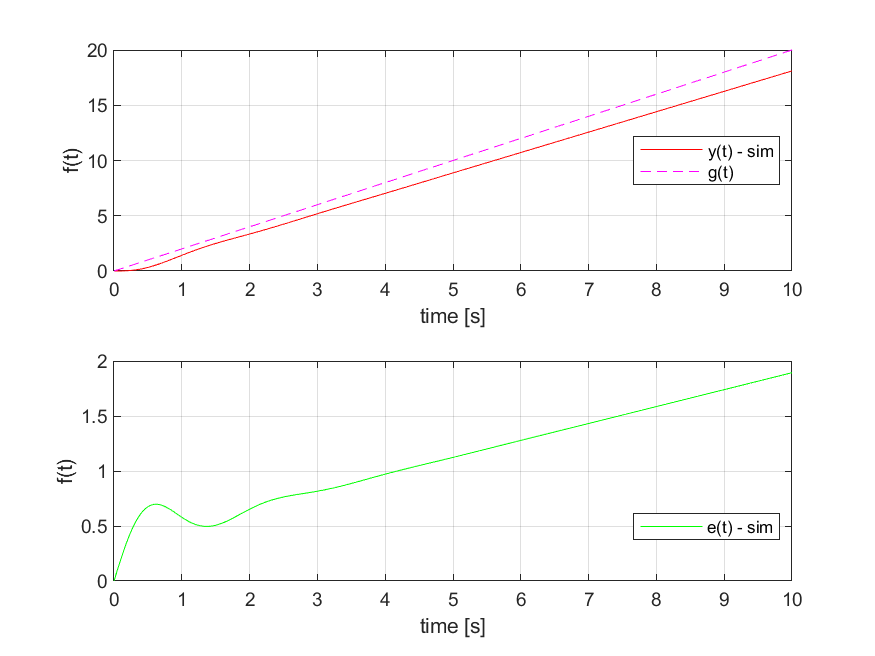 20
15
10
5
0
f(t)
y(t) - sim
g(t)
0 1 2 3 4 5 6 7 8 9 10
time [s]
2
1.5
1
0.5
0
f(t)
e(t) - sim
0 1 2 3 4 5 6 7 8 9 10
time [s]